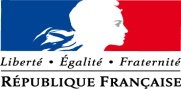 Liberté • Égalité • Fraternité
RÉPUBLIQUE FRANÇAISE